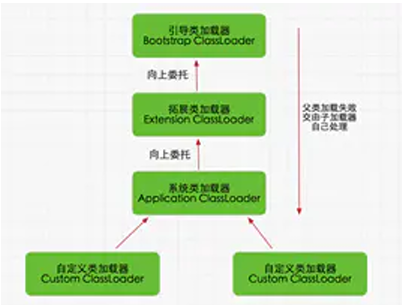 引导类加载器
Bootstrap ClassLoader
向上委托
父类加载失败
交由子加载器
自己处理
拓展类加载器
Extension ClassLoader
向上委托
系统类加载器
Application ClassLoader
自定义类加载器
Custom ClassLoader
自定义类加载器
Custom ClassLoader